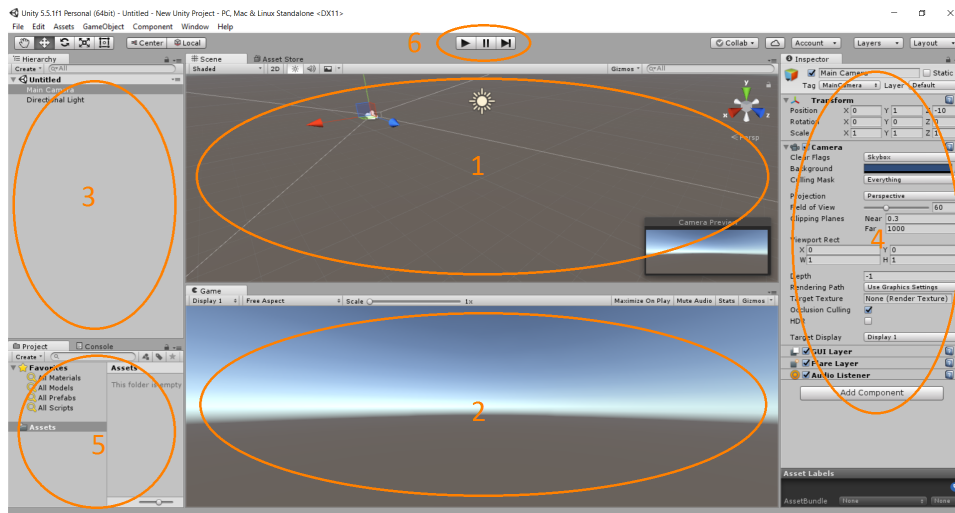 Unity 5.5.1f1 Personal (64bit) - Untitled - New Unity Project - PC, Mac & Linux Standalone <DX11>
File Edit Assets GameObject Component Window Help
Center Local 6 Collab Account Layers Layout
Hierarchy
Create All
Untitled
Main Camera
Directional Light
3
Scene Asset Store
Shaded 2D Gizmos All
y
x
Persp
1
Camera Preview
Game
Display 1 Free Aspect Scale 1x Maximize On Play Mute Audio Stats Gizmos
2
Project Console
Create
Favorites
All Materials
All Models
All Prefabs
All Scripts
Assets
Assets
This folder is empty
5
Inspector
Main Camera Static
Tag MainCamera Layer Default
Transform
Position X 0 Y 1 Z -10
Rotation X 0 Y 0 Z 0
Scale X 1 Y 1 Z 1
Camera
Clear Flags Skybox
Background
Culling Mask Everything
Projection Perspective
Field of View 60
Clipping Planes Near 0.3
Far 1000
4
Viewport Rect
X 0 Y 0
W 1 H 1
Depth -1
Rendering Path Use Graphics Settings
Target Texture None (Render Texture)
Occlusion Culling
HDR
Target Display Display 1
GUI Layer
Flare Layer
Audio Listener
Add Component
Asset Labels
AssetBundle None None